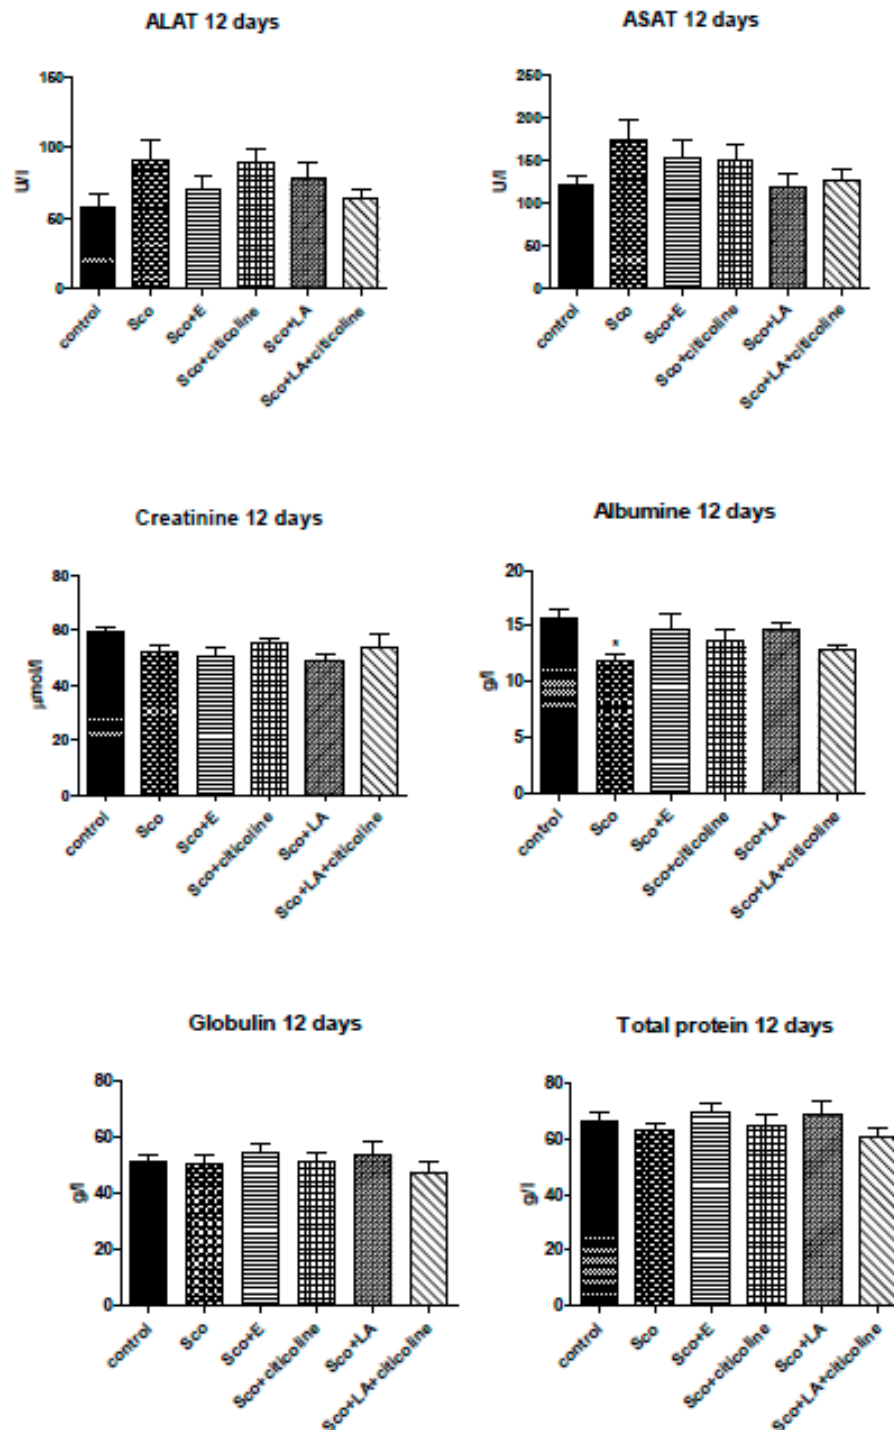 ALAT 12 days
150
100
50
0
U/l
control
Sco
Sco+E
Sco+citicoline
Sco+LA
Sco+LA+citicoline
ASAT 12 days
250
200
150
100
50
0
U/l
control
Sco
Sco+E
Sco+citicoline
Sco+LA
Sco+LA+citicoline
Creatinine 12 days
80
60
40
20
0
µmol/l
control
Sco
Sco+E
Sco+citicoline
Sco+LA
Sco+LA+citicoline
Albumine 12 days
20
15
10
5
0
g/l
*
control
Sco
Sco+E
Sco+citicoline
Sco+LA
Sco+LA+citicoline
Globulin 12 days
80
60
40
20
0
g/l
control
Sco
Sco+E
Sco+citicoline
Sco+LA
Sco+LA+citicoline
Total protein 12 days
80
60
40
20
0
g/l
control
Sco
Sco+E
Sco+citicoline
Sco+LA
Sco+LA+citicoline